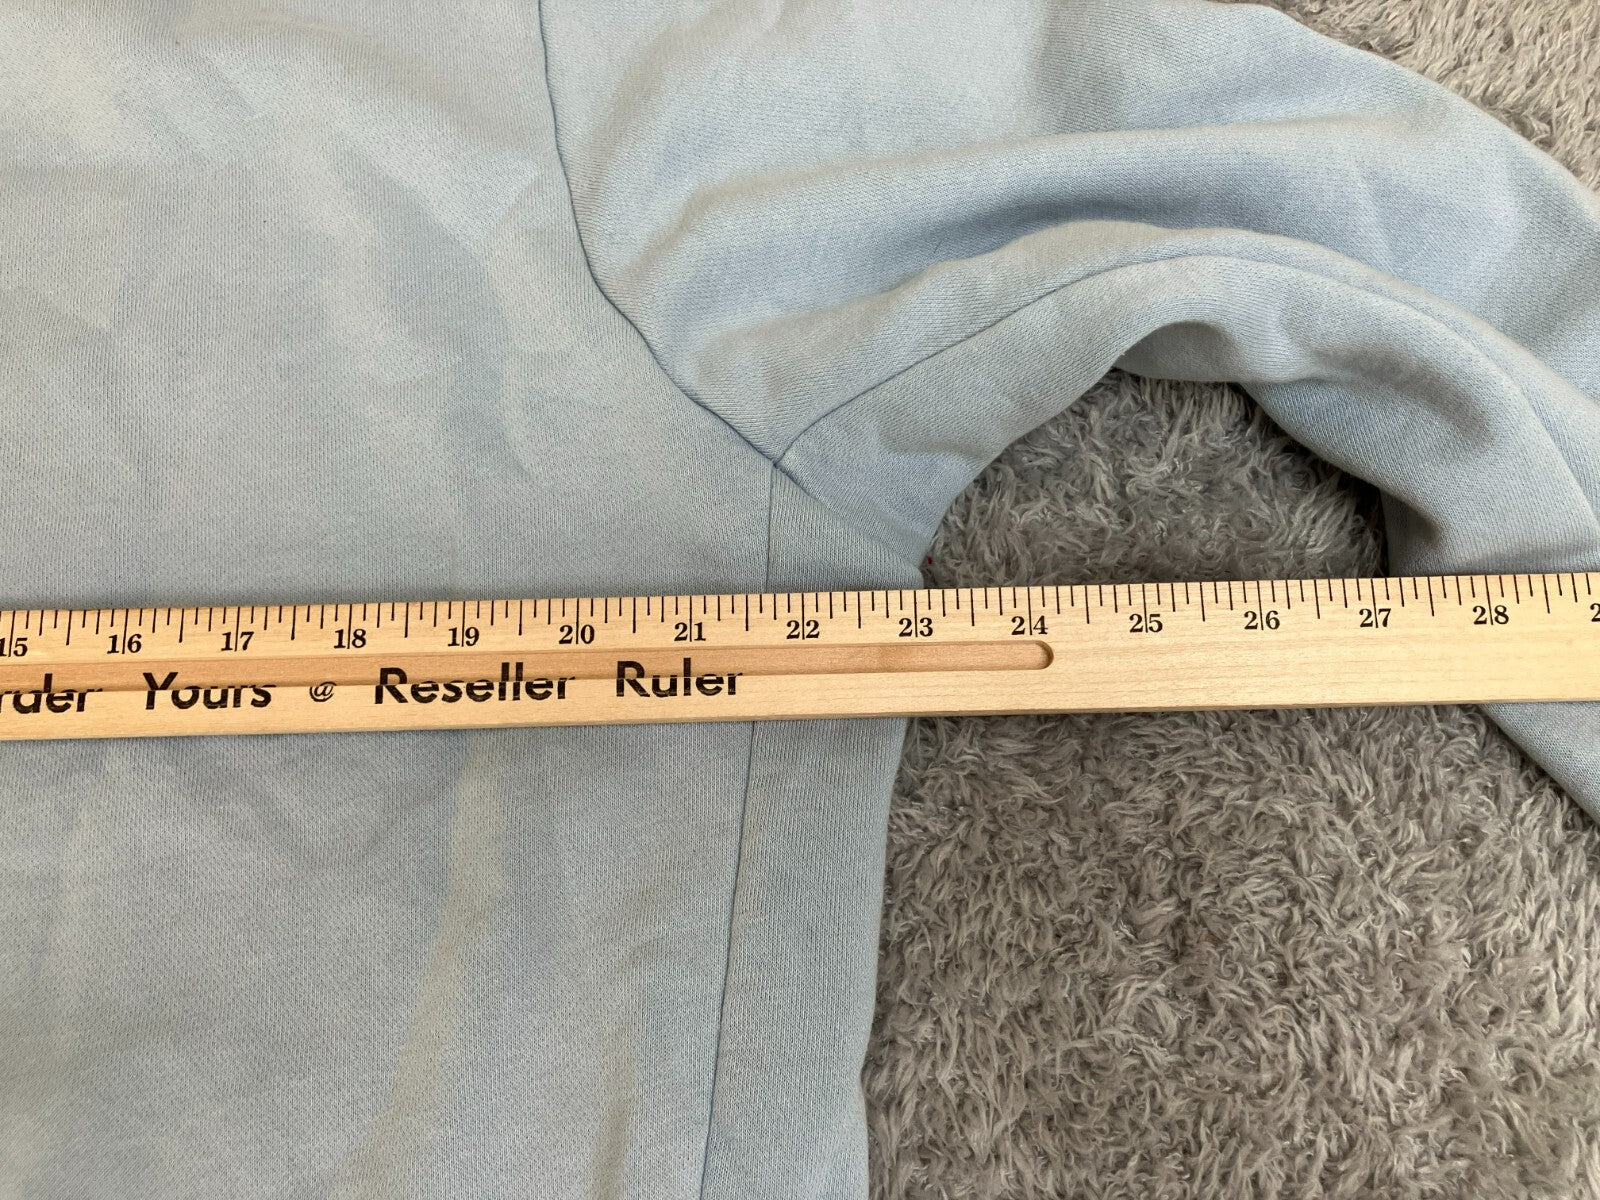 15 16 17 18 19 20 21 22 23 24 25 26 27 28
rder Yours @ Reseller Ruler